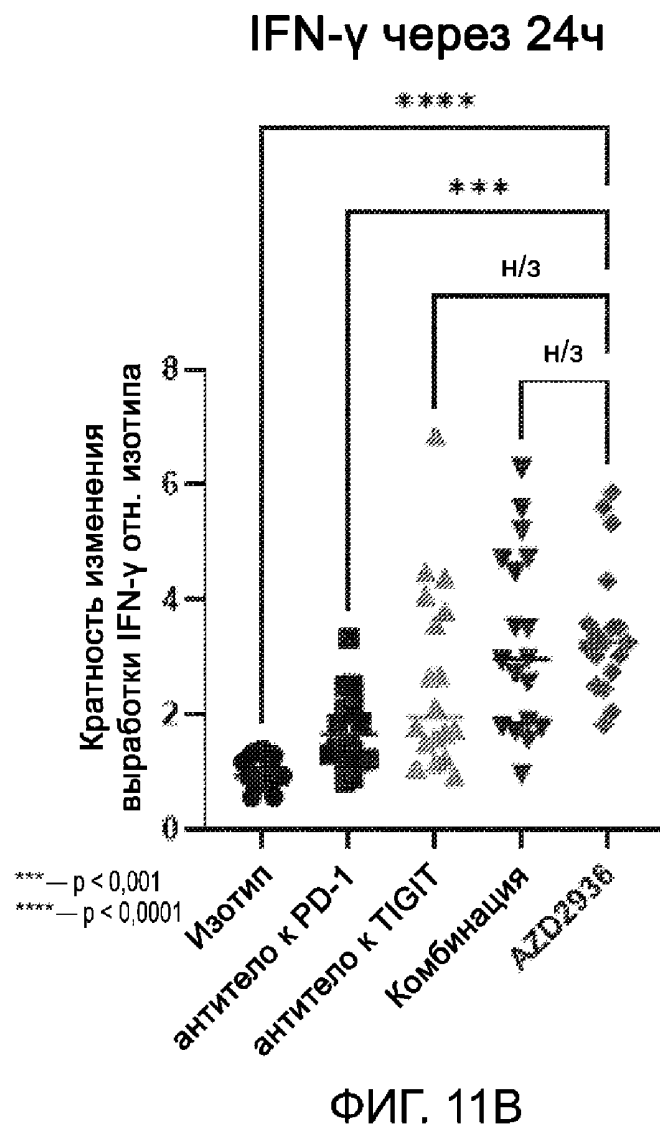 IFN-γ через 24ч
****
***
н/з
н/з
Кратность изменения
выработки IFN-γ отн. изотипа
8
6
4
2
0
*** — p < 0,001
**** — p < 0,0001
Изотип
антитело к PD-1
антитело к TIGIT
Комбинация
AZD2936
ФИГ. 11B